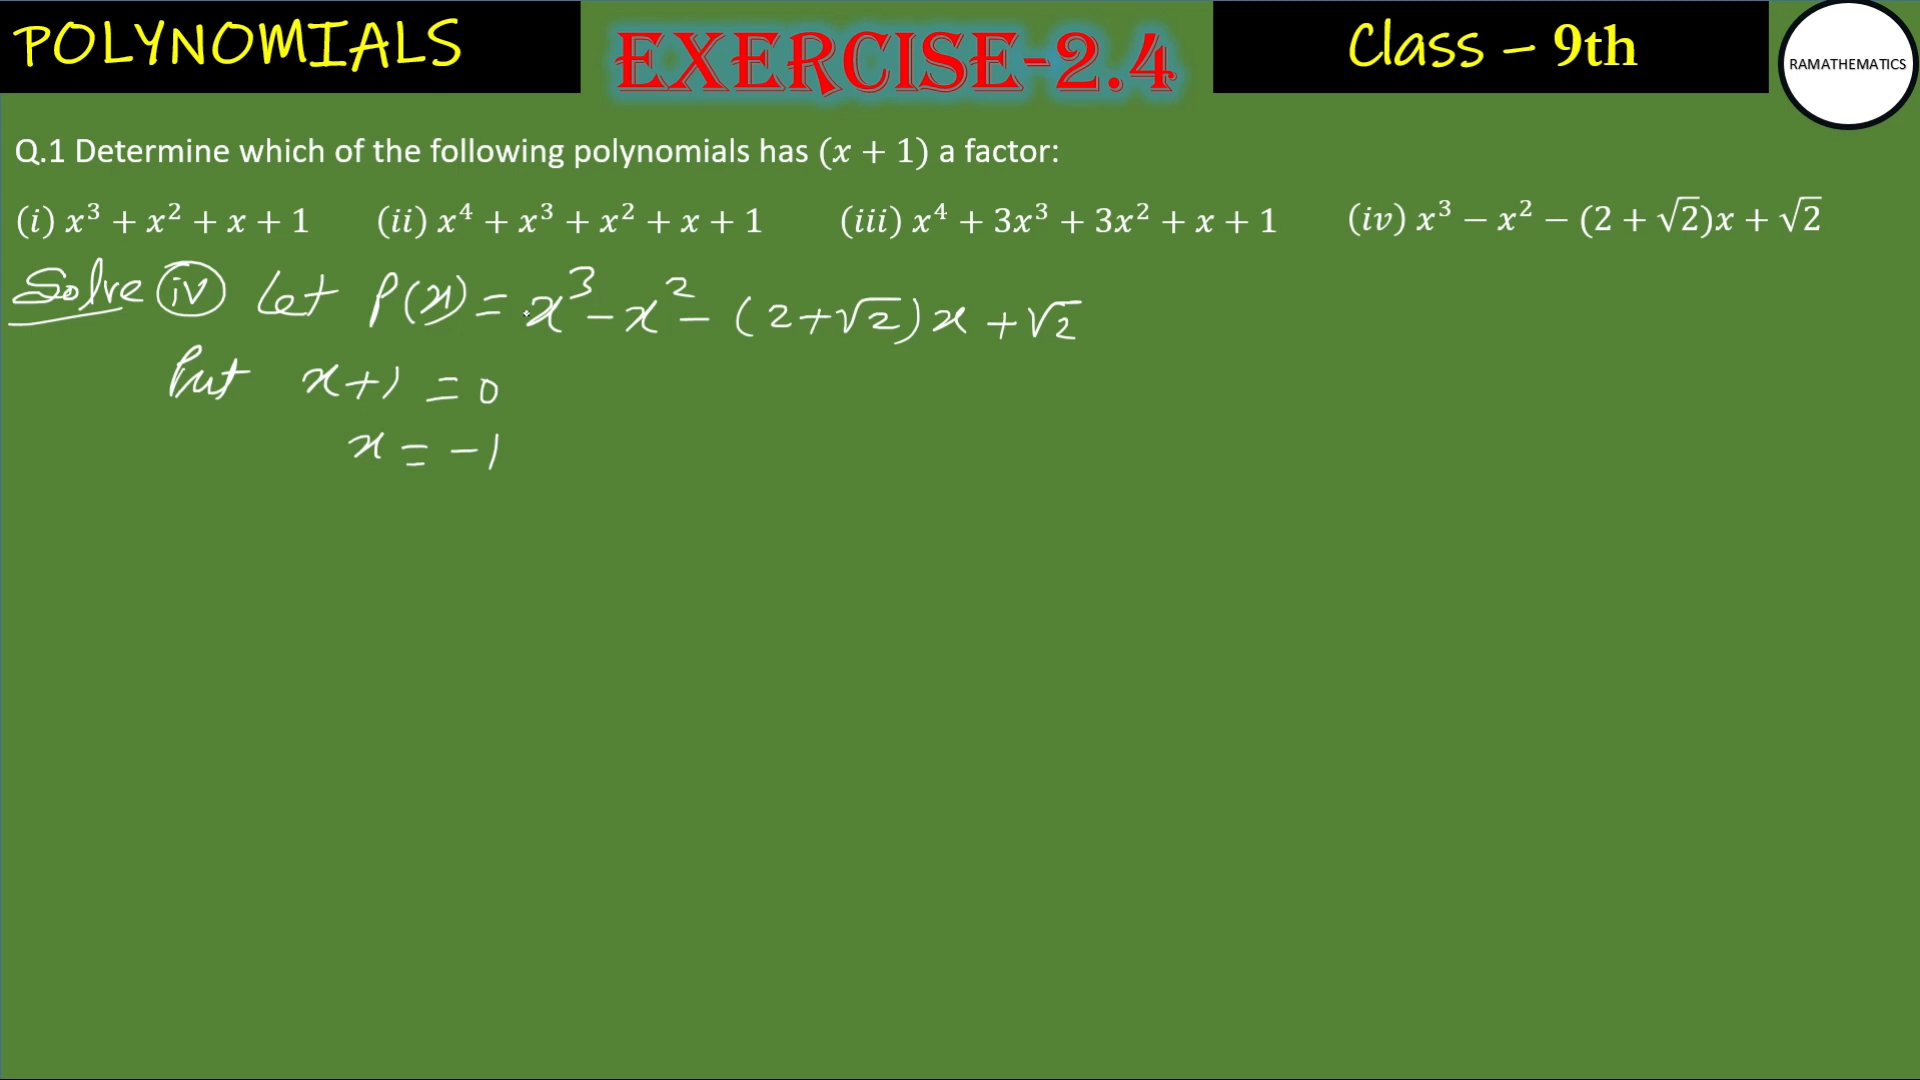 POLYNOMIALS
EXERCISE-2.4
Class – 9th
RAMATHEMATICS
Q.1 Determine which of the following polynomials has (x + 1) a factor:
(i) x³ + x² + x + 1 (ii) x⁴ + x³ + x² + x + 1 (iii) x⁴ + 3x³ + 3x² + x + 1 (iv) x³ − x² − (2 + √2)x + √2
Solve (iv) Let P(x) = x³ − x² − (2+√2)x + √2
Put x+1 = 0
x = −1